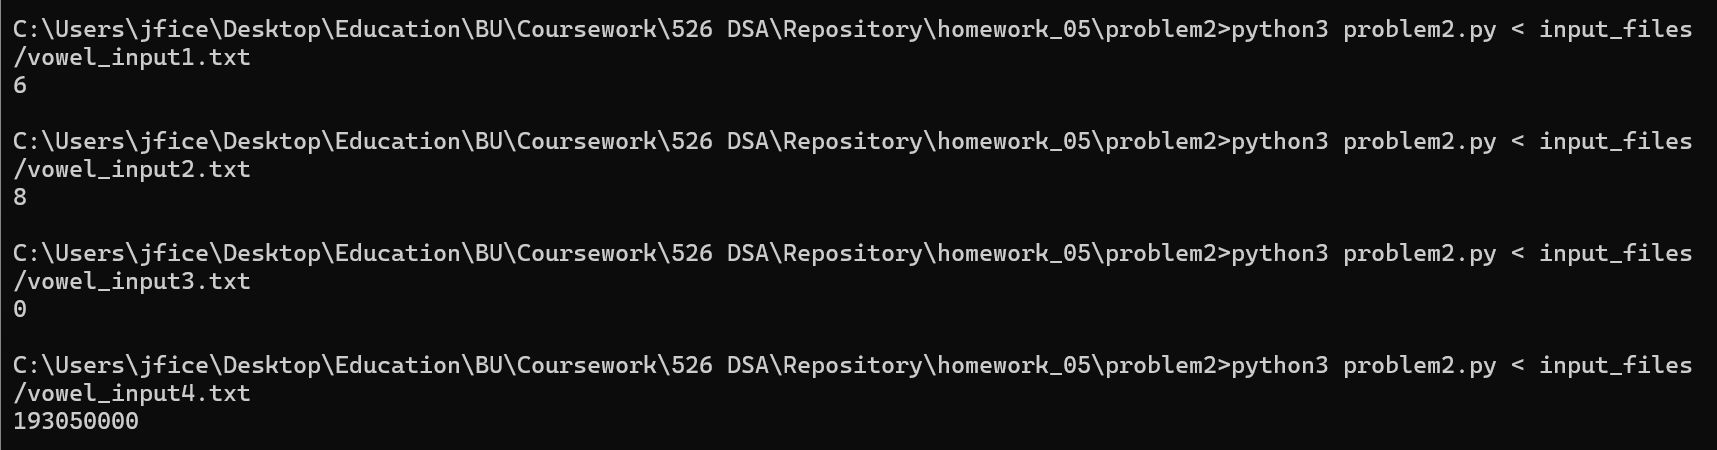 C:\Users\jfice\Desktop\Education\BU\Coursework\526 DSA\Repository\homework_05\problem2>python3 problem2.py < input_files
/vowel_input1.txt
6
C:\Users\jfice\Desktop\Education\BU\Coursework\526 DSA\Repository\homework_05\problem2>python3 problem2.py < input_files
/vowel_input2.txt
8
C:\Users\jfice\Desktop\Education\BU\Coursework\526 DSA\Repository\homework_05\problem2>python3 problem2.py < input_files
/vowel_input3.txt
0
C:\Users\jfice\Desktop\Education\BU\Coursework\526 DSA\Repository\homework_05\problem2>python3 problem2.py < input_files
/vowel_input4.txt
193050000